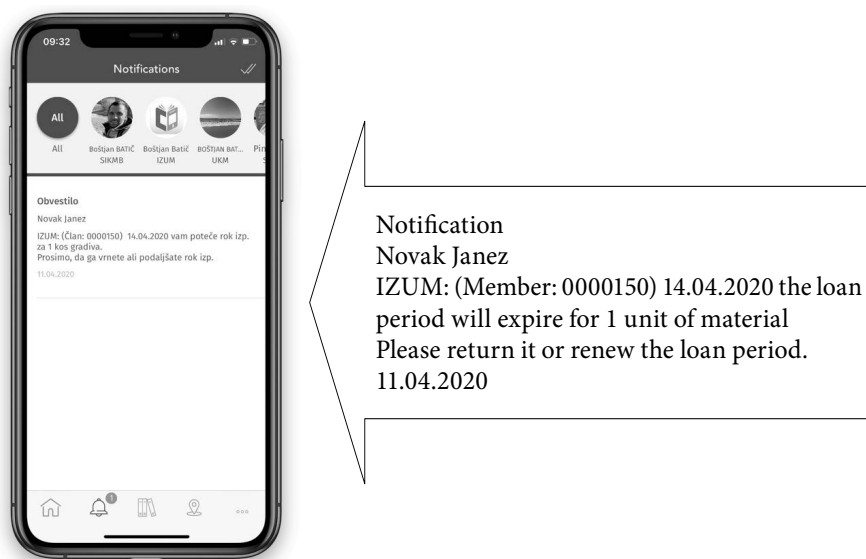 09:32
Notifications
All
All
Boštjan BATIČ
SIKMB
Boštjan Batič
IZUM
BOŠTJAN BAT...
UKM
Pin
S
Obvestilo
Novak Janez
IZUM: (Član: 0000150) 14.04.2020 vam poteče rok izp.
za 1 kos gradiva.
Prosimo, da ga vrnete ali podaljšate rok izp.
11.04.2020
1
Notification
Novak Janez
IZUM: (Member: 0000150) 14.04.2020 the loan
period will expire for 1 unit of material
Please return it or renew the loan period.
11.04.2020